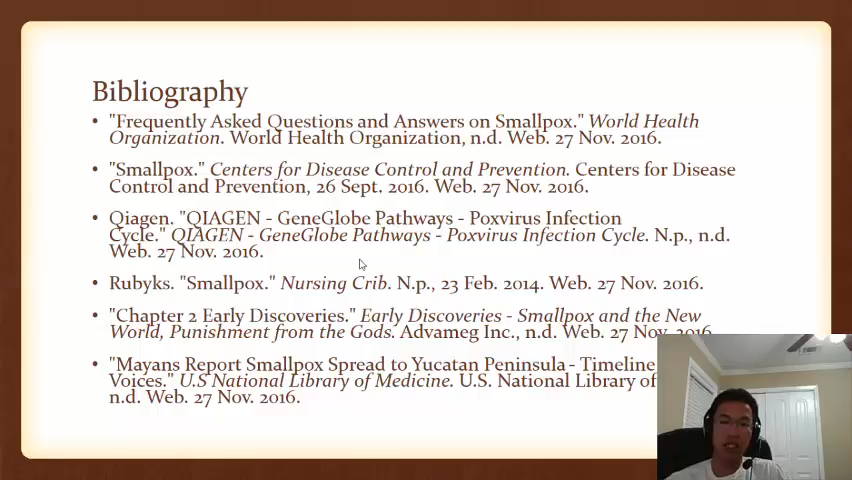 Bibliography
• "Frequently Asked Questions and Answers on Smallpox." World Health
Organization. World Health Organization, n.d. Web. 27 Nov. 2016.
• "Smallpox." Centers for Disease Control and Prevention. Centers for Disease
Control and Prevention, 26 Sept. 2016. Web. 27 Nov. 2016.
• Qiagen. "QIAGEN - GeneGlobe Pathways - Poxvirus Infection
Cycle." QIAGEN - GeneGlobe Pathways - Poxvirus Infection Cycle. N.p., n.d.
Web. 27 Nov. 2016.
• Rubyks. "Smallpox." Nursing Crib. N.p., 23 Feb. 2014. Web. 27 Nov. 2016.
• "Chapter 2 Early Discoveries." Early Discoveries - Smallpox and the New
World, Punishment from the Gods. Advameg Inc., n.d. Web. 27 Nov. 2016.
• "Mayans Report Smallpox Spread to Yucatan Peninsula - Timeline
Voices." U.S National Library of Medicine. U.S. National Library of
n.d. Web. 27 Nov. 2016.